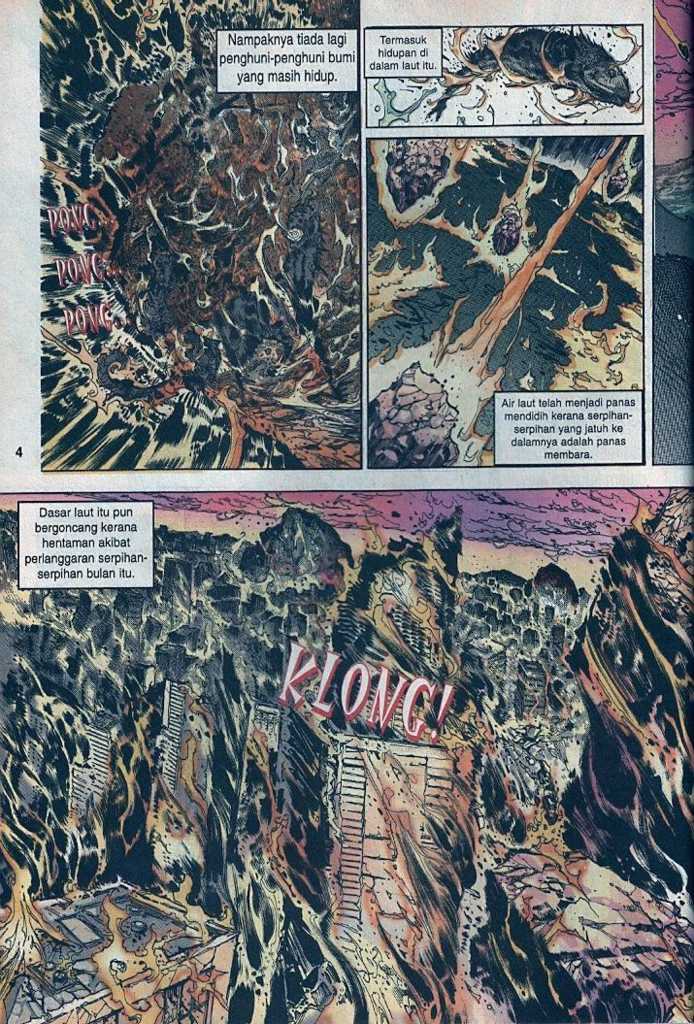 Nampaknya tiada lagi
penghuni-penghuni bumi
yang masih hidup.
Termasuk
hidupan di
dalam laut itu.
PONG...
PONG...
PONG...
Air laut telah menjadi panas
mendidih kerana serpihan-
serpihan yang jatuh ke
dalamnya adalah panas
membara.
4
Dasar laut itu pun
bergoncang kerana
hentaman akibat
perlanggaran serpihan-
serpihan bulan itu.
KLONG!